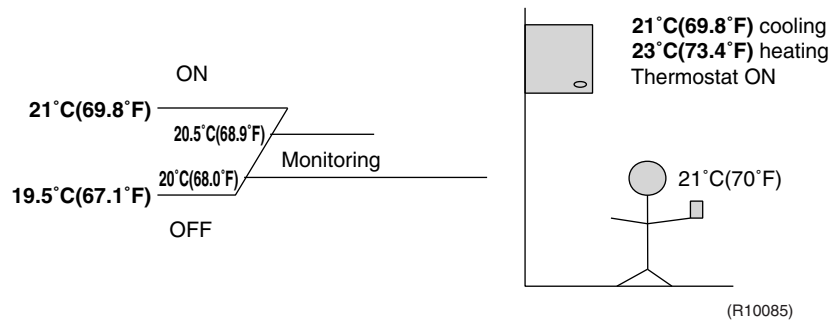 ON
21˚C(69.8˚F)
20.5˚C(68.9˚F)
Monitoring
20˚C(68.0˚F)
19.5˚C(67.1˚F)
OFF
21˚C(69.8˚F) cooling
23˚C(73.4˚F) heating
Thermostat ON
21˚C(70˚F)
(R10085)